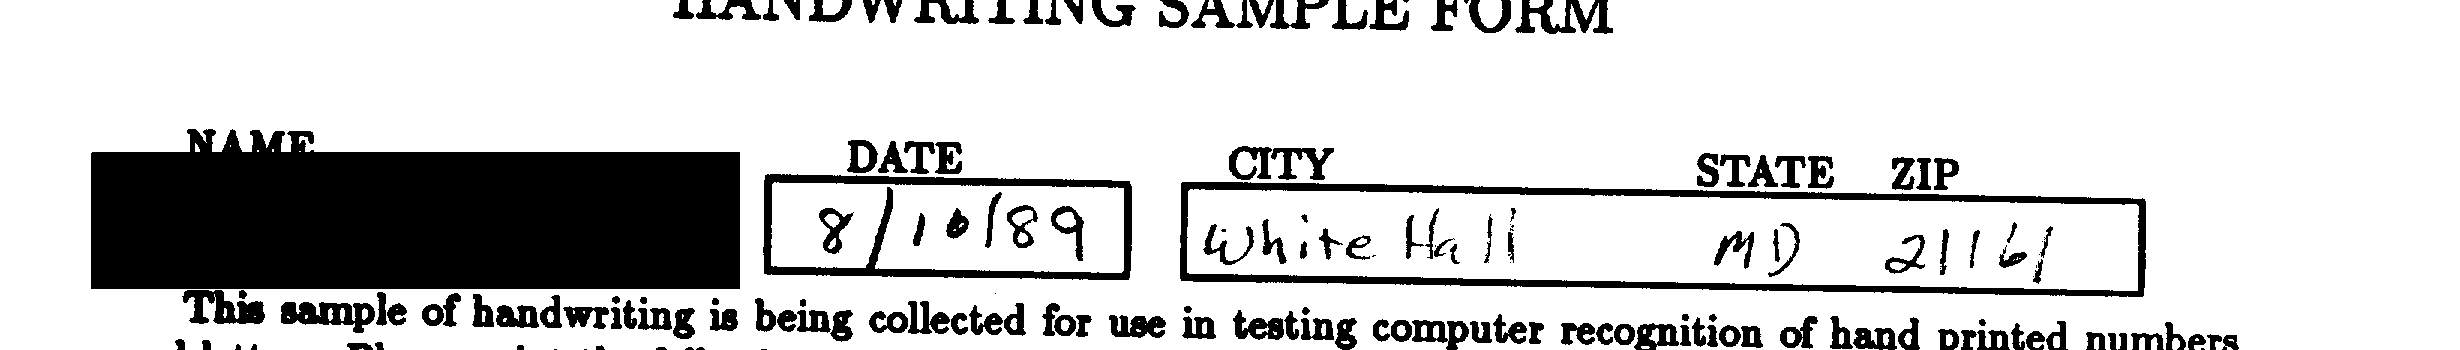 HANDWRITING SAMPLE FORM
NAME DATE CITY STATE ZIP
8/10/89 White Hall MD 21161
This sample of handwriting is being collected for use in testing computer recognition of hand printed numbers